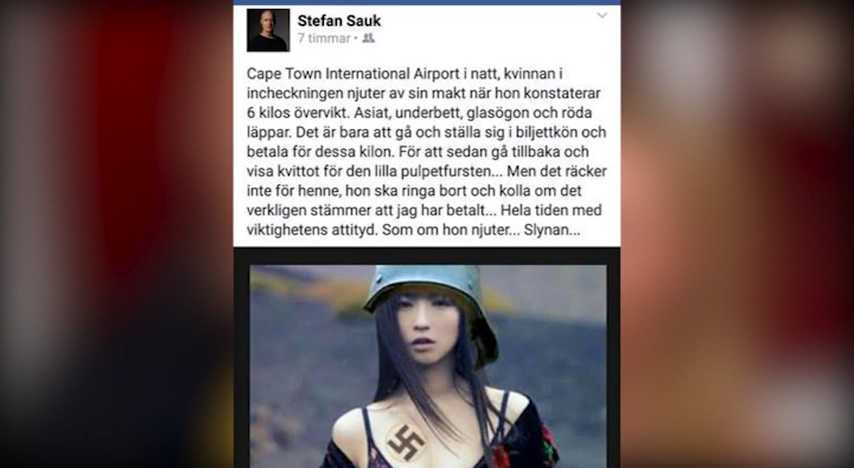 Stefan Sauk
7 timmar
Cape Town International Airport i natt, kvinnan i
incheckningen njuter av sin makt när hon konstaterar
6 kilos övervikt. Asiat, underbett, glasögon och röda
läppar. Det är bara att gå och ställa sig i biljettkön och
betala för dessa kilon. För att sedan gå tillbaka och
visa kvittot för den lilla pulpetfursten... Men det räcker
inte för henne, hon ska ringa bort och kolla om det
verkligen stämmer att jag har betalt... Hela tiden med
viktighetens attityd. Som om hon njuter... Slynan...